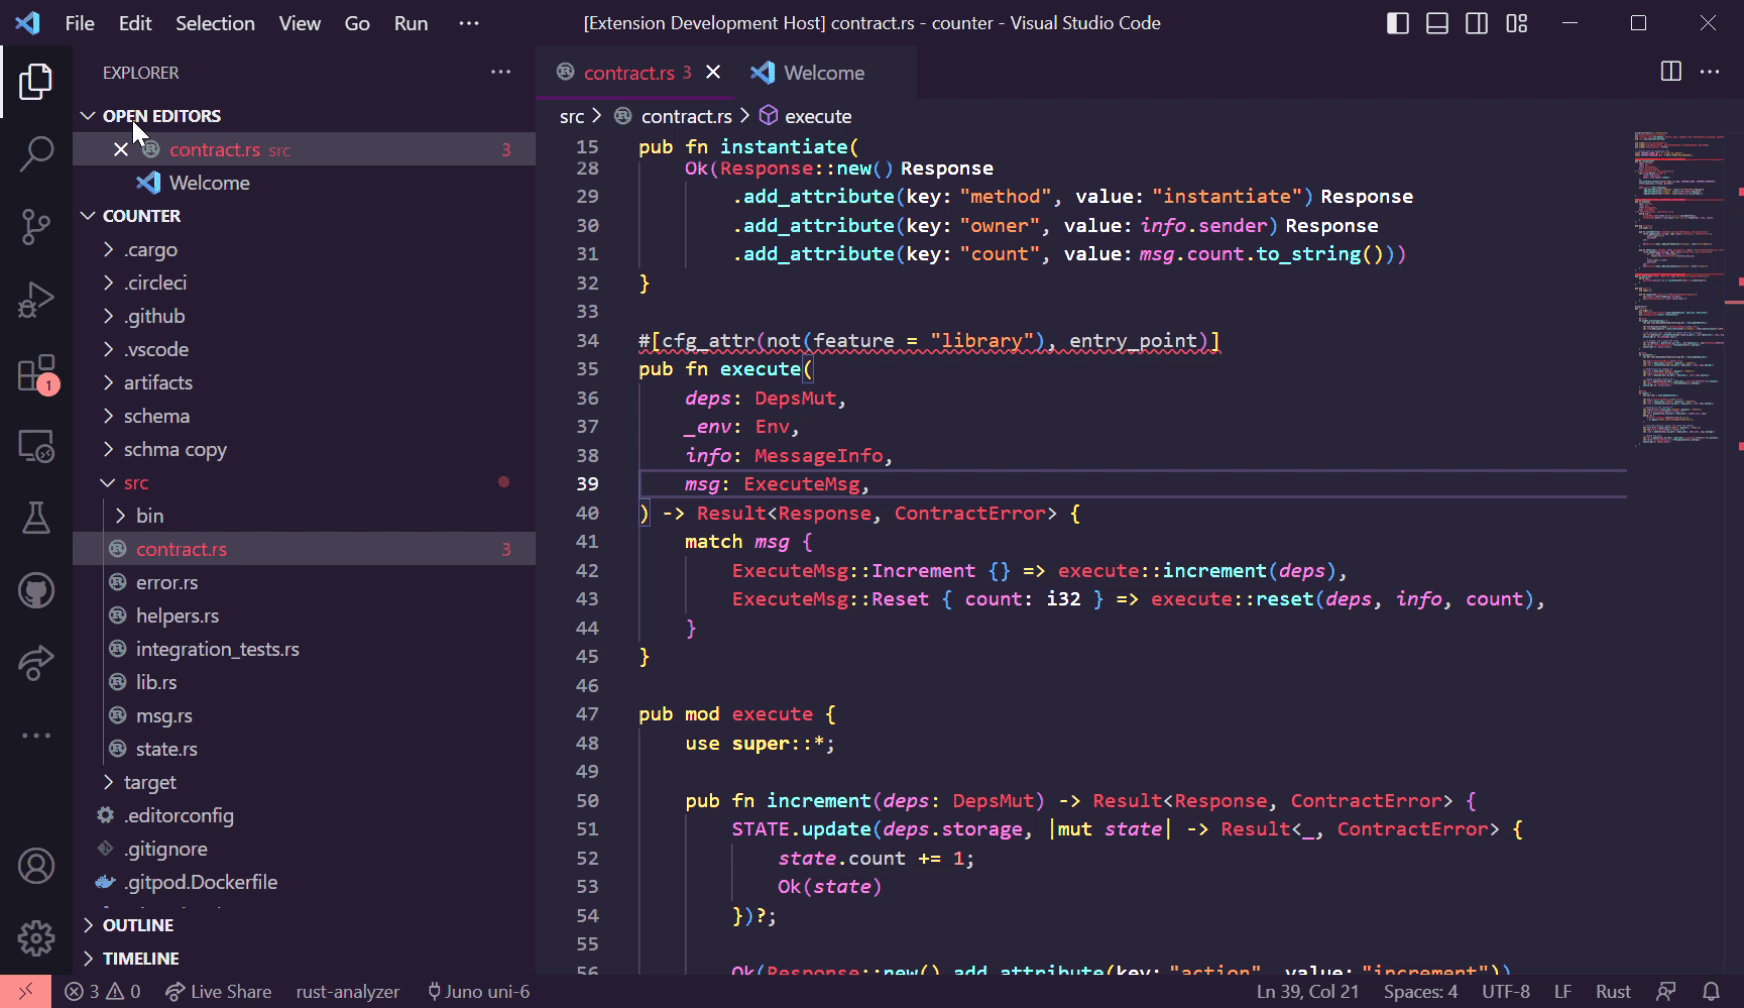 File Edit Selection View Go Run ··· [Extension Development Host] contract.rs - counter - Visual Studio Code
EXPLORER ···
OPEN EDITORS
contract.rs src 3
Welcome
COUNTER
.cargo
.circleci
.github
.vscode
artifacts
schema
schma copy
src
bin
contract.rs 3
error.rs
helpers.rs
integration_tests.rs
lib.rs
msg.rs
state.rs
target
.editorconfig
.gitignore
.gitpod.Dockerfile
OUTLINE
TIMELINE
1
contract.rs 3 Welcome
src > contract.rs > execute
15 pub fn instantiate(
28 Ok(Response::new() Response
29 .add_attribute(key: "method", value: "instantiate") Response
30 .add_attribute(key: "owner", value: info.sender) Response
31 .add_attribute(key: "count", value: msg.count.to_string()))
32 }
33
34 #[cfg_attr(not(feature = "library"), entry_point)]
35 pub fn execute(
36 deps: DepsMut,
37 _env: Env,
38 info: MessageInfo,
39 msg: ExecuteMsg,
40 ) -> Result<Response, ContractError> {
41 match msg {
42 ExecuteMsg::Increment {} => execute::increment(deps),
43 ExecuteMsg::Reset { count: i32 } => execute::reset(deps, info, count),
44 }
45 }
46
47 pub mod execute {
48 use super::*;
49
50 pub fn increment(deps: DepsMut) -> Result<Response, ContractError> {
51 STATE.update(deps.storage, |mut state| -> Result<_, ContractError> {
52 state.count += 1;
53 Ok(state)
54 })?;
55
56 Ok(Response::new().add_attribute(key: "action", value: "increment"))
3 0 Live Share rust-analyzer Juno uni-6 Ln 39, Col 21 Spaces: 4 UTF-8 LF Rust